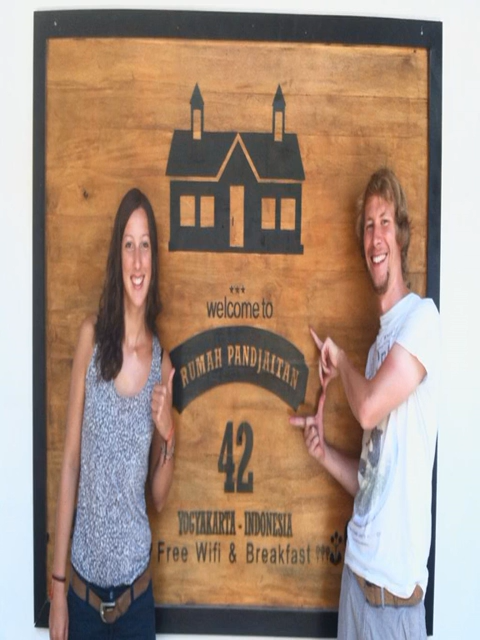 welcome to
RUMAH PANDJAITAN
42
YOGYAKARTA - INDONESIA
Free Wifi & Breakfast